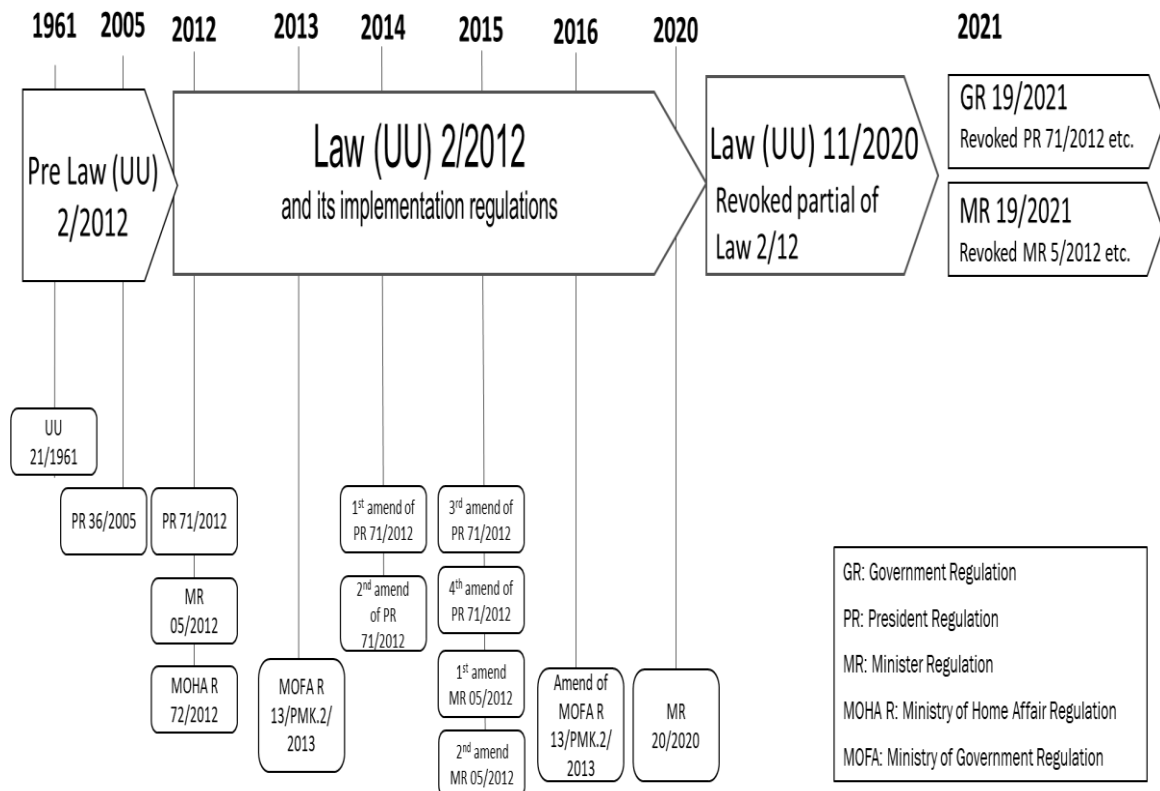 1961 2005 2012 2013 2014 2015 2016 2020 2021
Pre Law (UU)
2/2012
Law (UU) 2/2012
and its implementation regulations
Law (UU) 11/2020
Revoked partial of
Law 2/12
GR 19/2021
Revoked PR 71/2012 etc.
MR 19/2021
Revoked MR 5/2012 etc.
UU
21/1961
PR 36/2005
PR 71/2012
MR
05/2012
MOHA R
72/2012
MOFA R
13/PMK.2/
2013
1st amend of
PR 71/2012
2nd amend
of PR
71/2012
3rd amend of
PR 71/2012
4th amend of
PR 71/2012
1st amend
MR 05/2012
2nd amend
MR 05/2012
Amend of
MOFA R
13/PMK.2/
2013
MR
20/2020
GR: Government Regulation
PR: President Regulation
MR: Minister Regulation
MOHA R: Ministry of Home Affair Regulation
MOFA: Ministry of Government Regulation